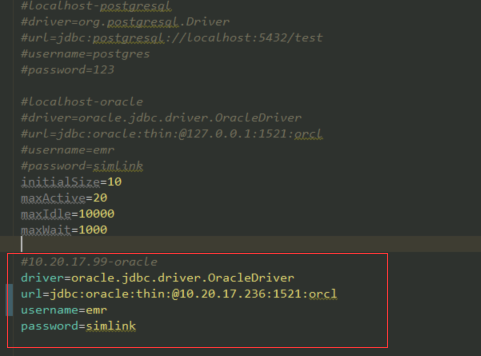 #localhost-postgresql
#driver=org.postgresql.Driver
#url=jdbc:postgresql://localhost:5432/test
#username=postgres
#password=123
#localhost-oracle
#driver=oracle.jdbc.driver.OracleDriver
#url=jdbc:oracle:thin:@127.0.0.1:1521:orcl
#username=emr
#password=simlink
initialSize=10
maxActive=20
maxIdle=10000
maxWait=1000
#10.20.17.99-oracle
driver=oracle.jdbc.driver.OracleDriver
url=jdbc:oracle:thin:@10.20.17.236:1521:orcl
username=emr
password=simlink